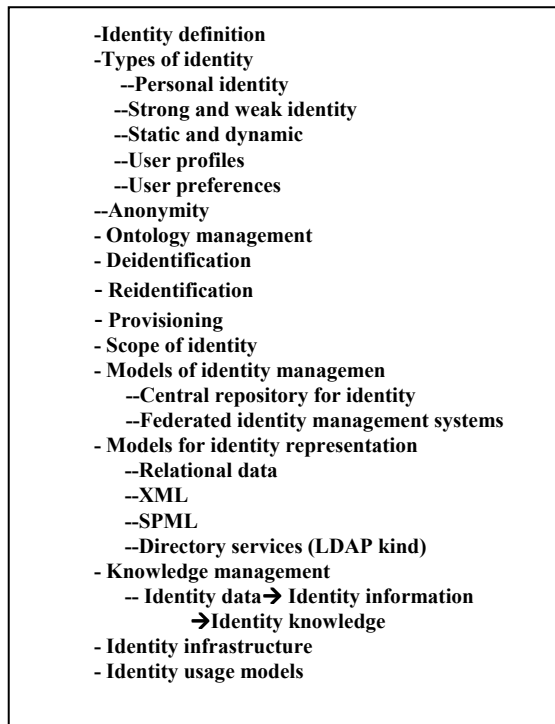 -Identity definition
-Types of identity
--Personal identity
--Strong and weak identity
--Static and dynamic
--User profiles
--User preferences
--Anonymity
- Ontology management
- Deidentification
- Reidentification
- Provisioning
- Scope of identity
- Models of identity managemen
--Central repository for identity
--Federated identity management systems
- Models for identity representation
--Relational data
--XML
--SPML
--Directory services (LDAP kind)
- Knowledge management
-- Identity data➔ Identity information
➔Identity knowledge
- Identity infrastructure
- Identity usage models